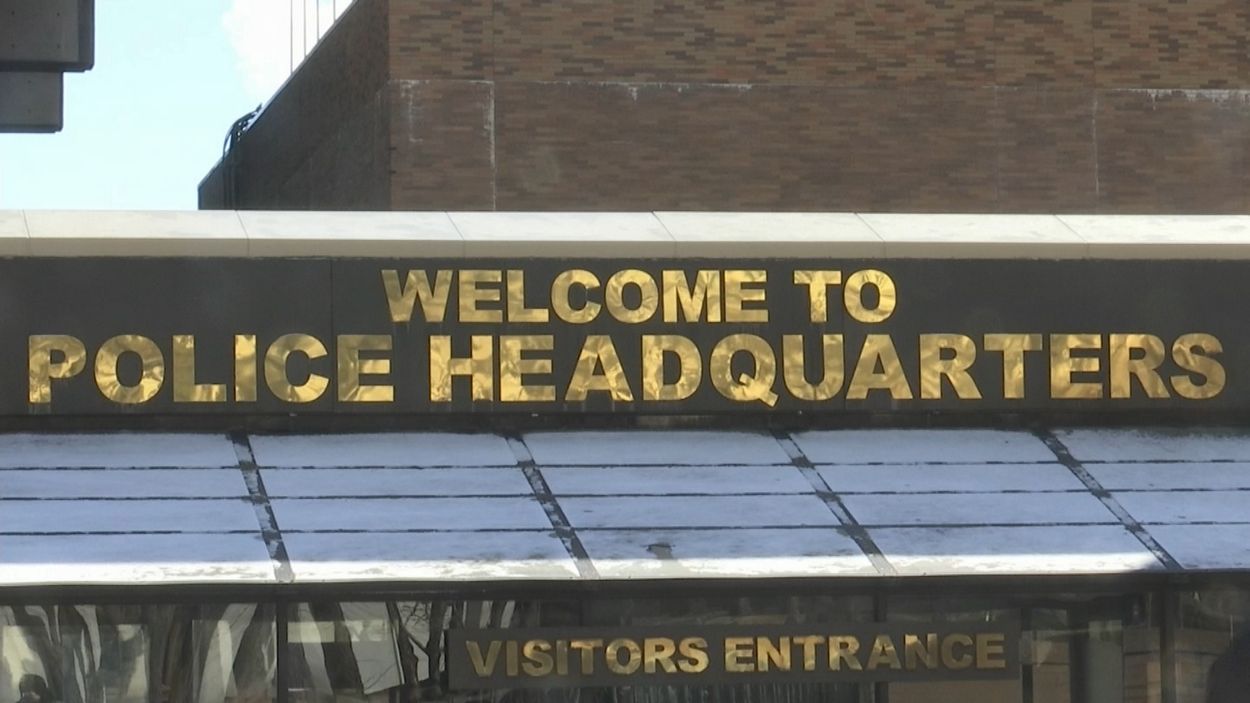 WELCOME TO
POLICE HEADQUARTERS
VISITORS ENTRANCE